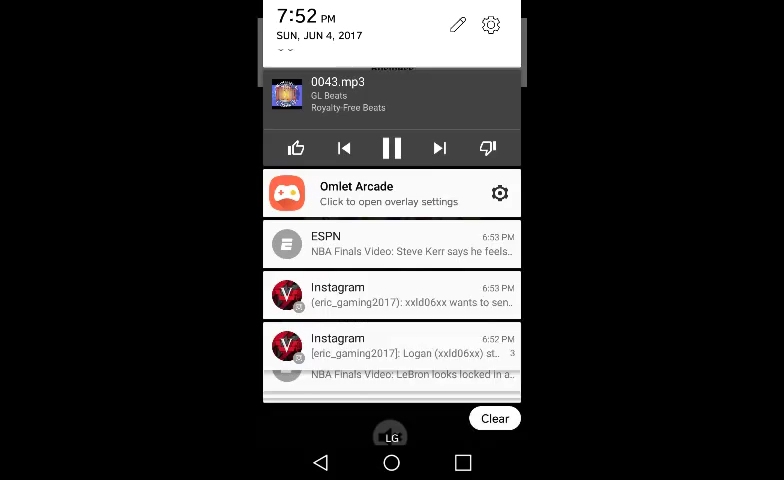 7:52 PM
SUN, JUN 4, 2017
0043.mp3
GL Beats
Royalty-Free Beats
Omlet Arcade
Click to open overlay settings
ESPN 6:53 PM
NBA Finals Video: Steve Kerr says he feels..
Instagram 6:53 PM
(eric_gaming2017): xxld06xx wants to sen..
Instagram 6:52 PM
[eric_gaming2017]: Logan (xxld06xx) st.. 3
NBA Finals Video: LeBron looks locked in a..
Clear
LG